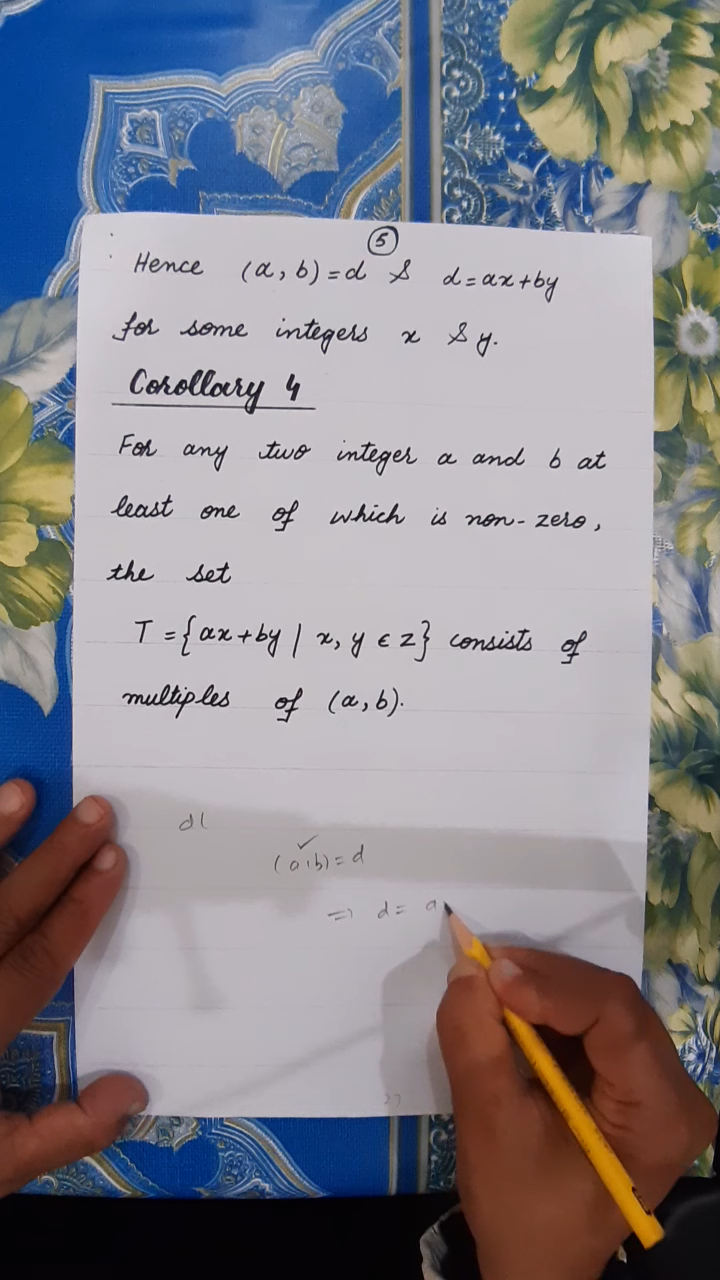 5
Hence (a, b) = d & d = ax + by
for some integers x & y.
Corollary 4
For any two integer a and b at
least one of which is non-zero,
the set
T = {ax + by | x, y ∈ z} consists of
multiples of (a, b).
d|
(a, b) = d ✓
⇒ d = a